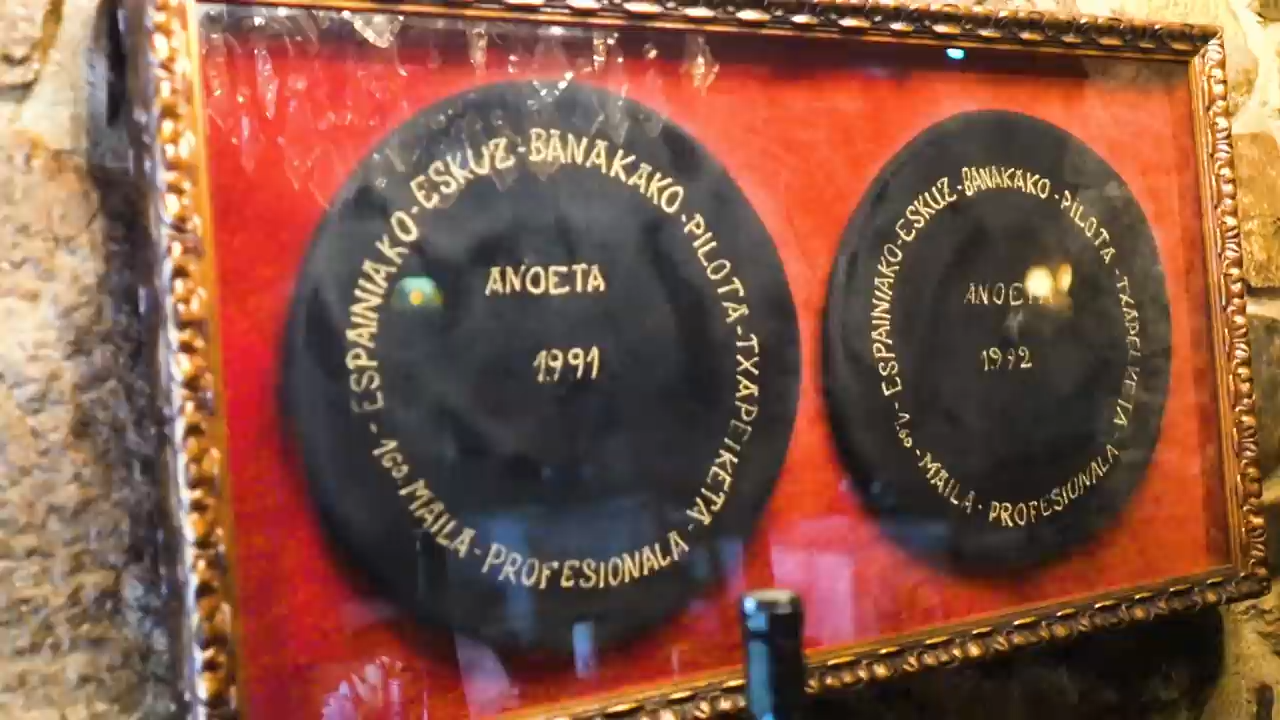 ESPAINIAKO-ESKUZ-BANAKAKO-PILOTA-TXAPELKETA-
1go.MAILA-PROFESIONALA-
ANOETA
1991
ESPAINIAKO-ESKUZ-BANAKAKO-PILOTA-TXAPELKETA-
MAILA-PROFESIONALA
ANOETA
1992